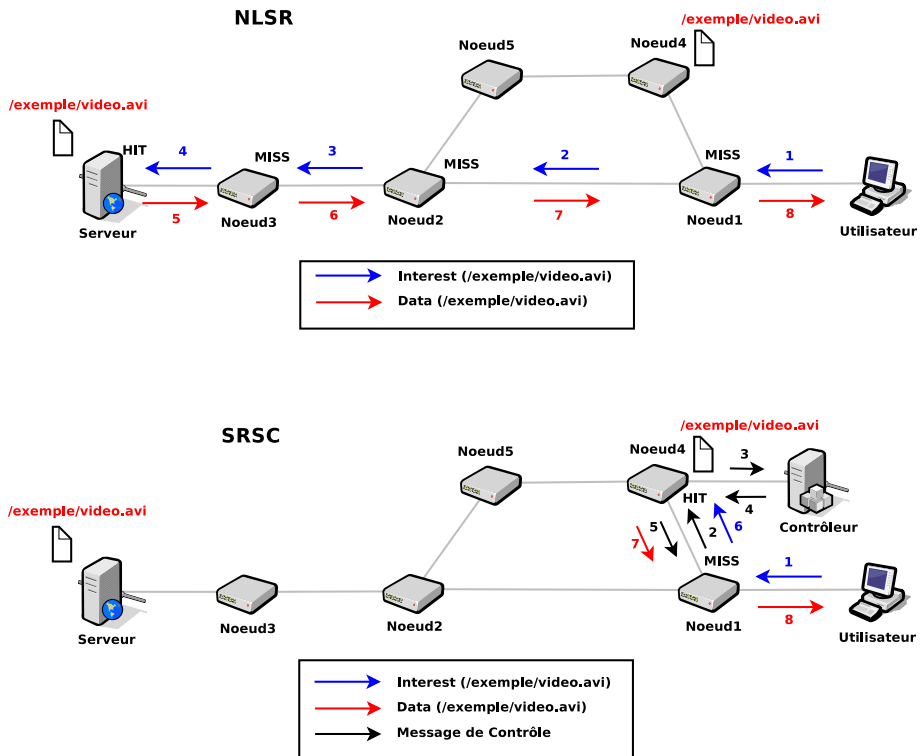 NLSR
/exemple/video.avi
Noeud5
Noeud4
/exemple/video.avi
HIT
4
MISS
3
MISS
2
MISS
1
5
6
7
8
Serveur
Noeud3
Noeud2
Noeud1
Utilisateur
Interest (/exemple/video.avi)
Data (/exemple/video.avi)
SRSC
/exemple/video.avi
Noeud5
Noeud4
3
/exemple/video.avi
HIT
4
Contrôleur
7
5
2
6
MISS
1
8
Serveur
Noeud3
Noeud2
Noeud1
Utilisateur
Interest (/exemple/video.avi)
Data (/exemple/video.avi)
Message de Contrôle